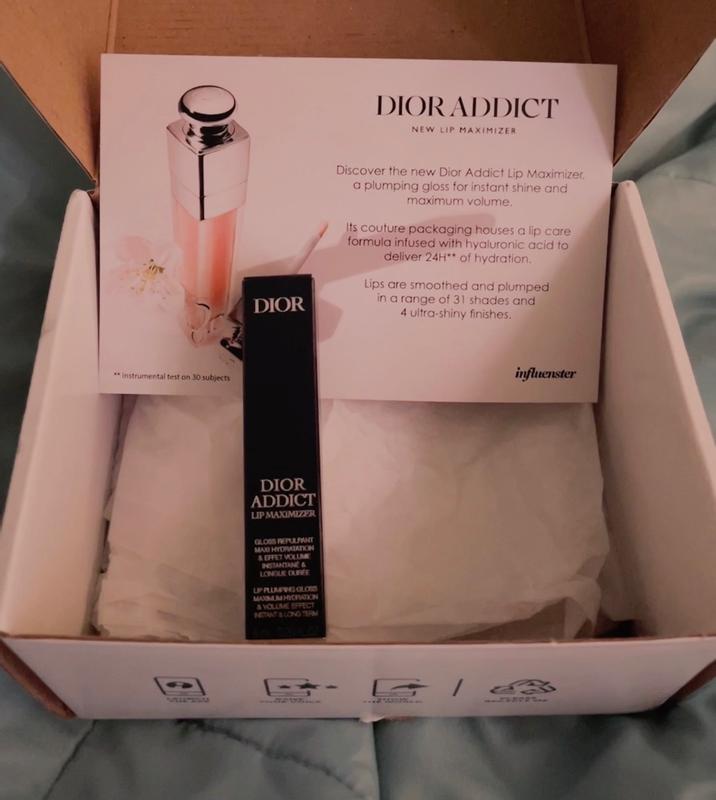 DIOR ADDICT
NEW LIP MAXIMIZER
Discover the new Dior Addict Lip Maximizer,
a plumping gloss for instant shine and
maximum volume.
Its couture packaging houses a lip care
formula infused with hyaluronic acid to
deliver 24H** of hydration.
Lips are smoothed and plumped
in a range of 31 shades and
4 ultra-shiny finishes.
** Instrumental test on 30 subjects
influenster
DIOR
DIOR
ADDICT
LIP MAXIMIZER
GLOSS REPULPANT
MAXI HYDRATATION
& EFFET VOLUME
INSTANTANÉ &
LONGUE DURÉE
LIP PLUMPING GLOSS
MAXIMUM HYDRATION
& VOLUME EFFECT
INSTANT & LONG TERM